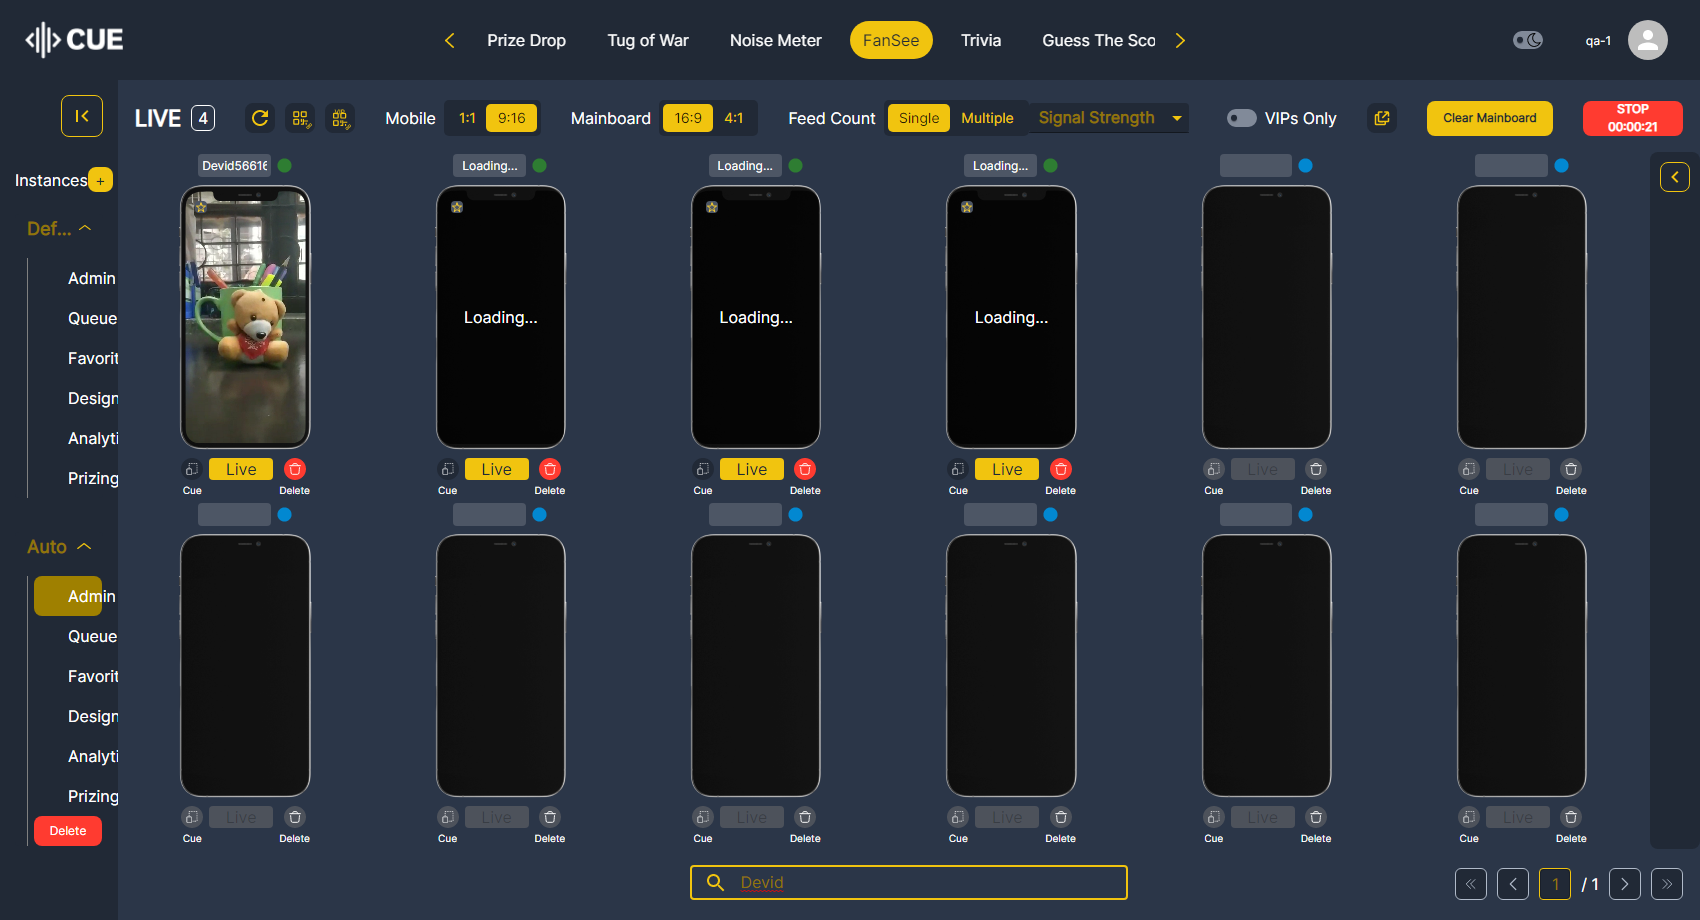 CUE
Prize Drop
Tug of War
Noise Meter
FanSee
Trivia
Guess The Sco
qa-1
LIVE 4
Mobile 1:1 9:16
Mainboard 16:9 4:1
Feed Count Single Multiple
Signal Strength
VIPs Only
Clear Mainboard
STOP
00:00:21
Instances +
Def...
Admin
Queue
Favorit
Design
Analyti
Prizing
Auto
Admin
Queue
Favorit
Design
Analyti
Prizing
Delete
Devid56616
Loading...
Loading...
Loading...
Loading...
Loading...
Loading...
Live
Live
Live
Live
Live
Live
Cue Delete
Cue Delete
Cue Delete
Cue Delete
Cue Delete
Cue Delete
Live
Live
Live
Live
Live
Live
Cue Delete
Cue Delete
Cue Delete
Cue Delete
Cue Delete
Cue Delete
Devid
1 / 1